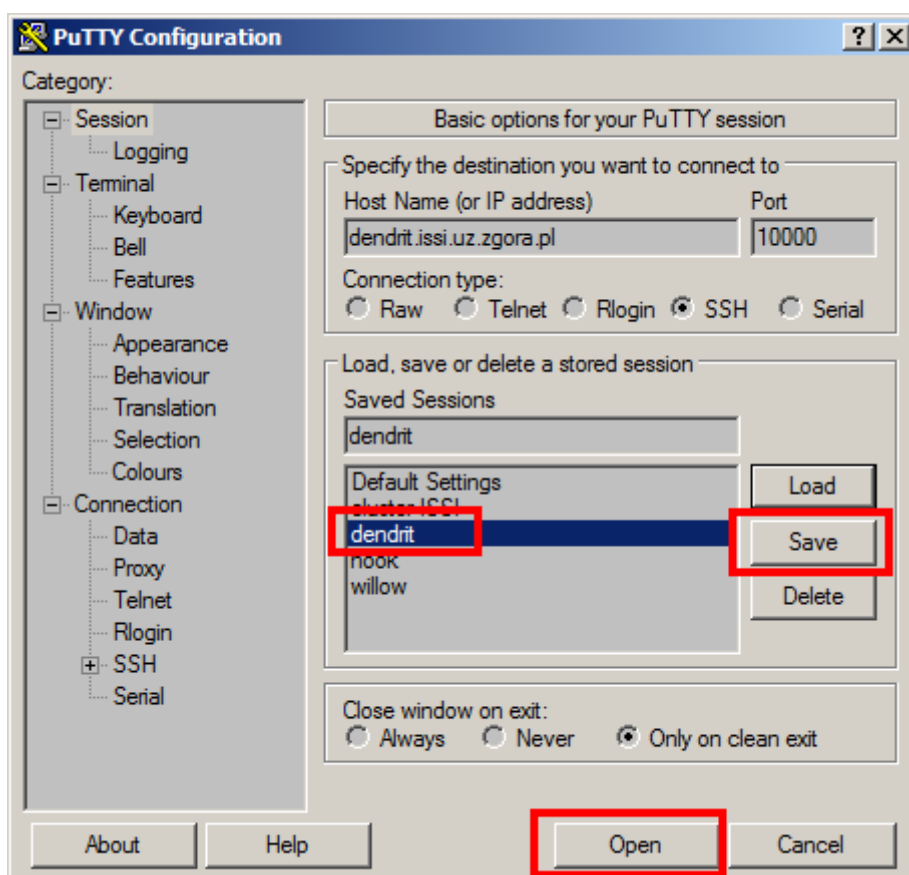 PuTTY Configuration
Category:
Session
Logging
Terminal
Keyboard
Bell
Features
Window
Appearance
Behaviour
Translation
Selection
Colours
Connection
Data
Proxy
Telnet
Rlogin
SSH
Serial
Basic options for your PuTTY session
Specify the destination you want to connect to
Host Name (or IP address) Port
dendrit.issi.uz.zgora.pl 10000
Connection type:
Raw Telnet Rlogin SSH Serial
Load, save or delete a stored session
Saved Sessions
dendrit
Default Settings Load
cluster ISSI
dendrit Save
nook
willow Delete
Close window on exit:
Always Never Only on clean exit
About Help Open Cancel